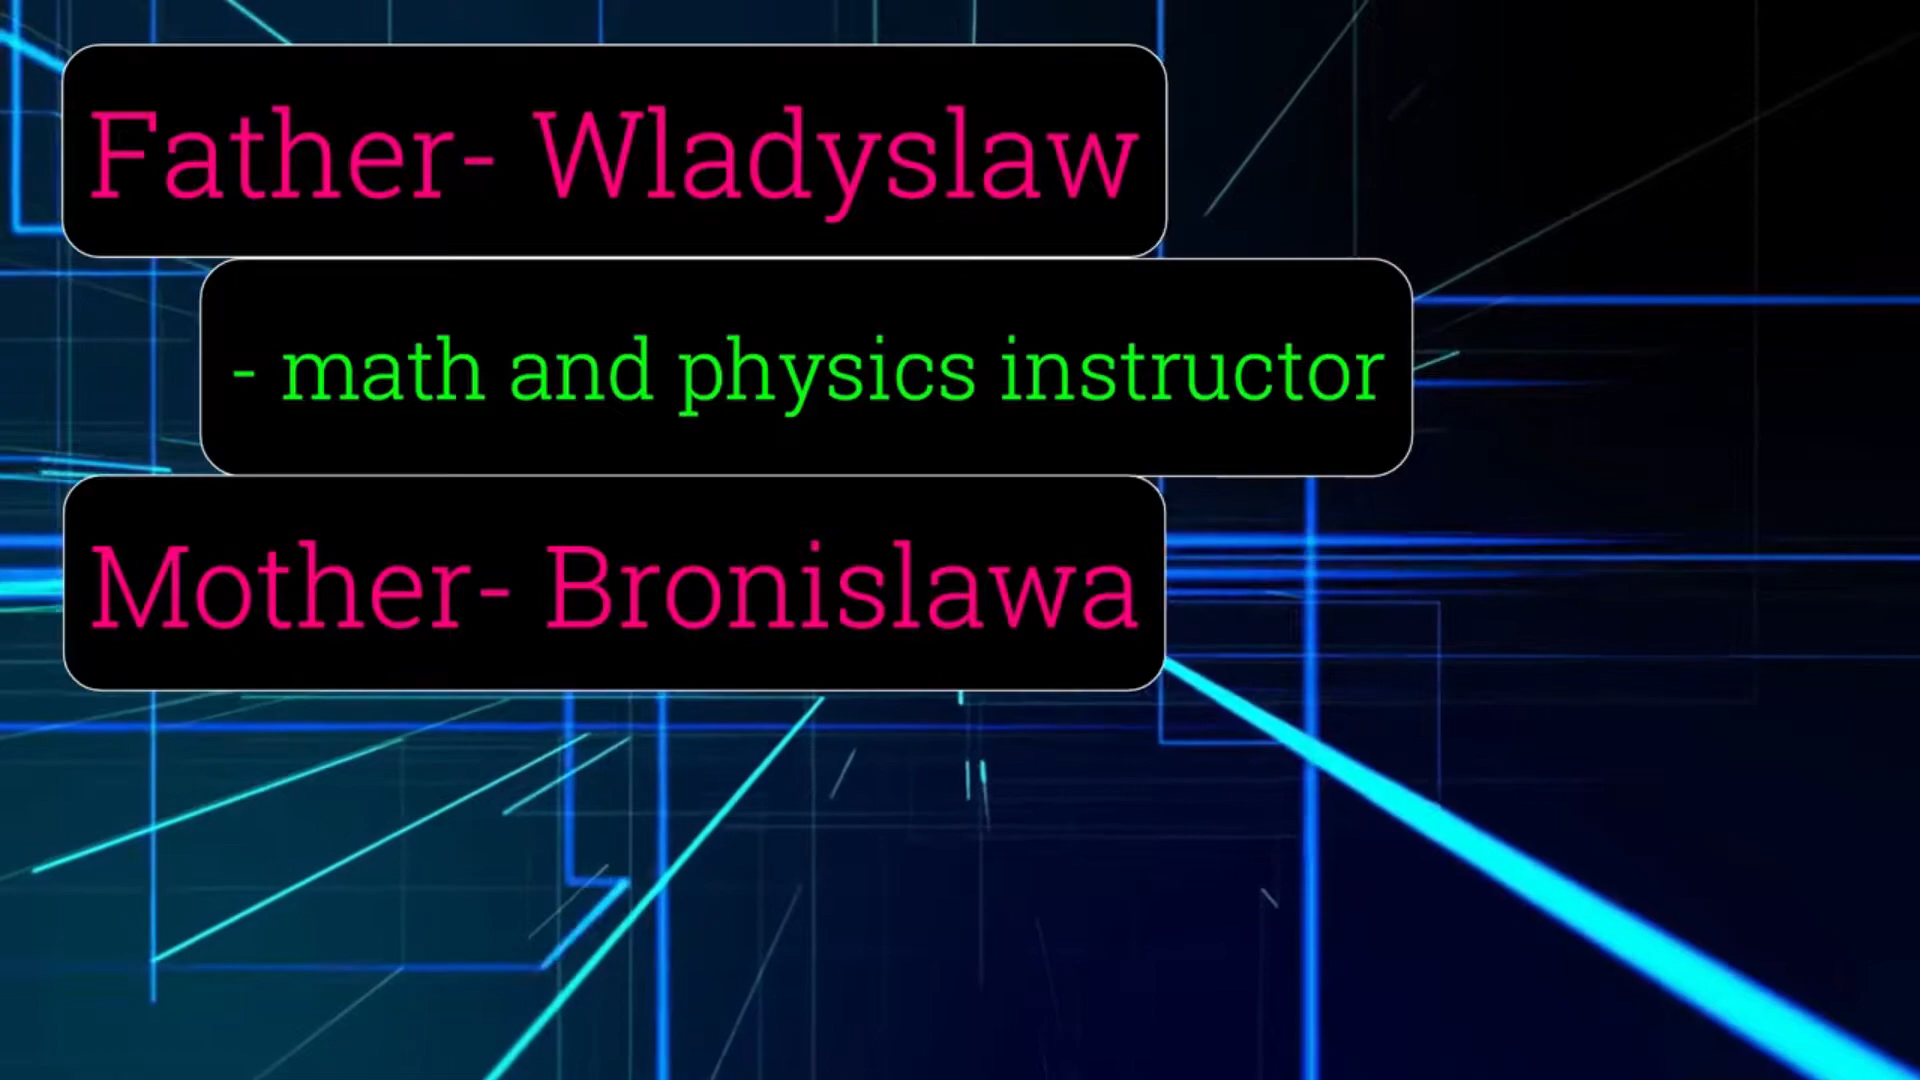 Father- Wladyslaw
- math and physics instructor
Mother- Bronislawa